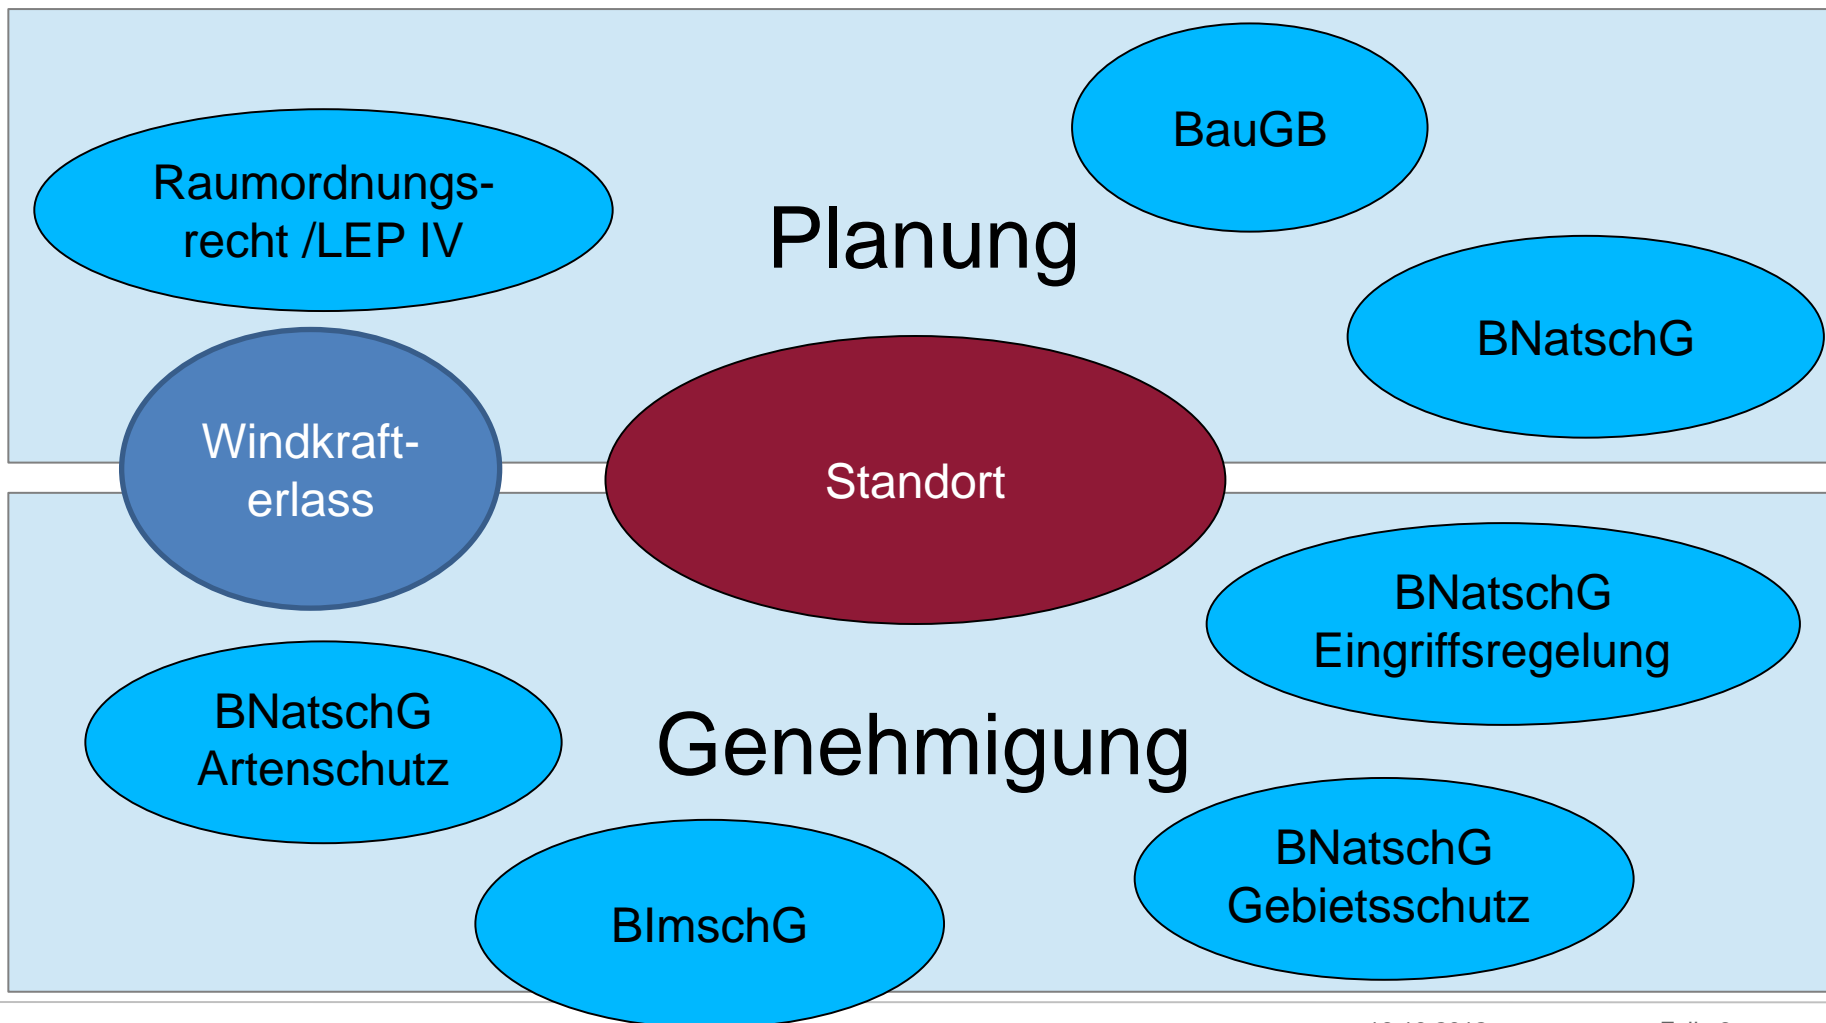 BauGB
Raumordnungs-
recht /LEP IV
Planung
BNatschG
Windkraft-
erlass
Standort
BNatschG
Eingriffsregelung
BNatschG
Artenschutz
Genehmigung
BNatschG
Gebietsschutz
BImschG